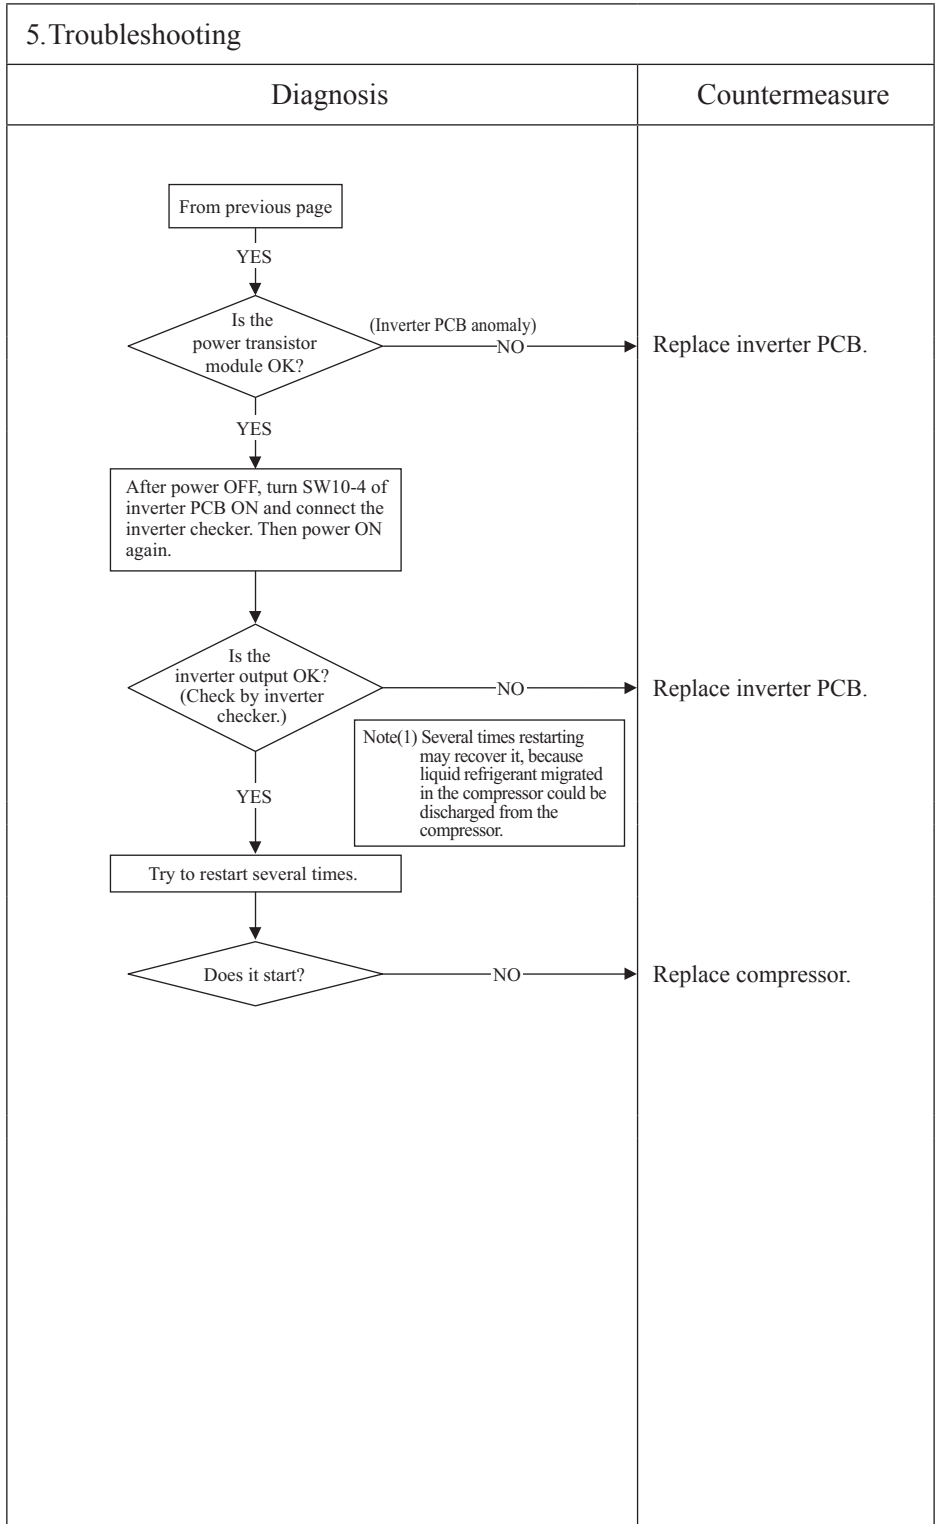 5.Troubleshooting
Diagnosis
Countermeasure
From previous page
YES
Is the
power transistor
module OK?
(Inverter PCB anomaly)
NO
Replace inverter PCB.
YES
After power OFF, turn SW10-4 of
inverter PCB ON and connect the
inverter checker. Then power ON
again.
Is the
inverter output OK?
(Check by inverter
checker.)
NO
Replace inverter PCB.
Note(1) Several times restarting
may recover it, because
liquid refrigerant migrated
in the compressor could be
discharged from the
compressor.
YES
Try to restart several times.
Does it start?
NO
Replace compressor.